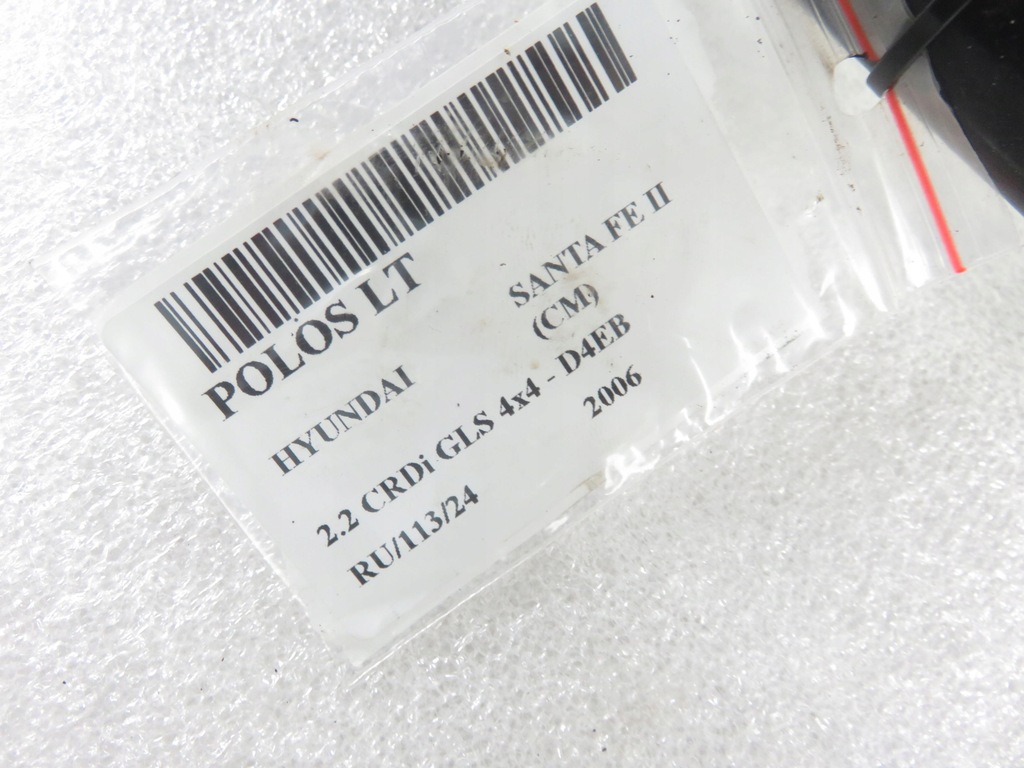 POLOS LT
HYUNDAI SANTA FE II
(CM)
2.2 CRDi GLS 4x4 - D4EB
RU/113/24 2006